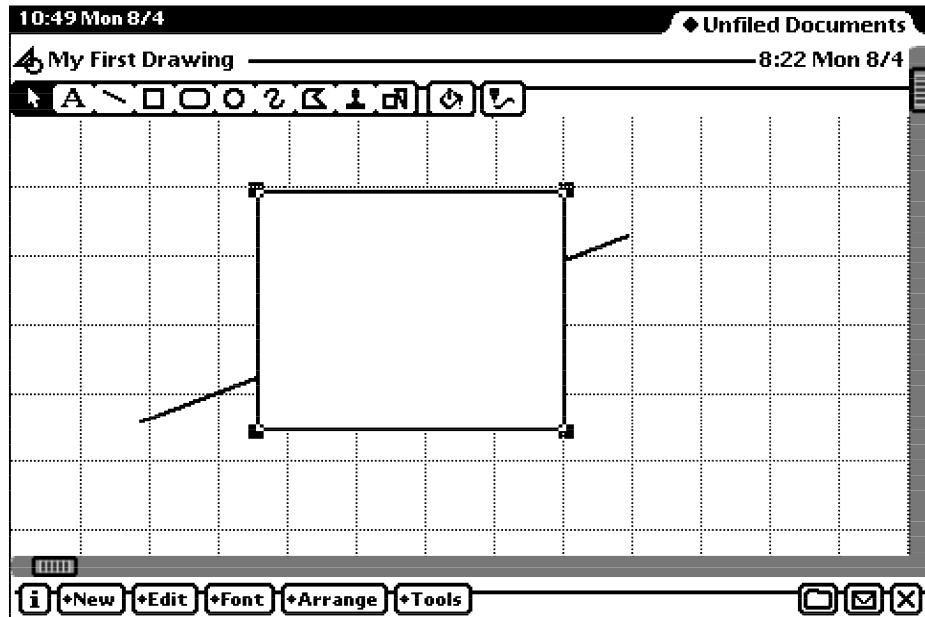 10:49 Mon 8/4
◆Unfiled Documents
My First Drawing 8:22 Mon 8/4
A
i ◆New ◆Edit ◆Font ◆Arrange ◆Tools